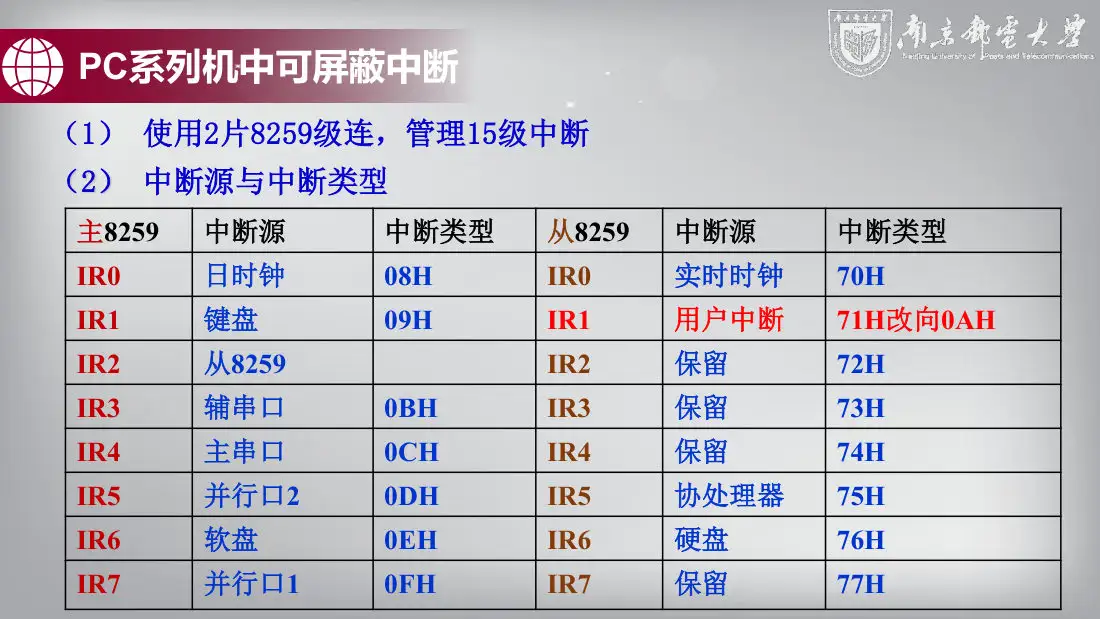 PC系列机中可屏蔽中断
南京邮电大学
Nanjing University of Posts and Telecommunications
（1） 使用2片8259级连，管理15级中断
（2） 中断源与中断类型
主8259 中断源 中断类型 从8259 中断源 中断类型
IR0 日时钟 08H IR0 实时时钟 70H
IR1 键盘 09H IR1 用户中断 71H改向0AH
IR2 从8259 IR2 保留 72H
IR3 辅串口 0BH IR3 保留 73H
IR4 主串口 0CH IR4 保留 74H
IR5 并行口2 0DH IR5 协处理器 75H
IR6 软盘 0EH IR6 硬盘 76H
IR7 并行口1 0FH IR7 保留 77H